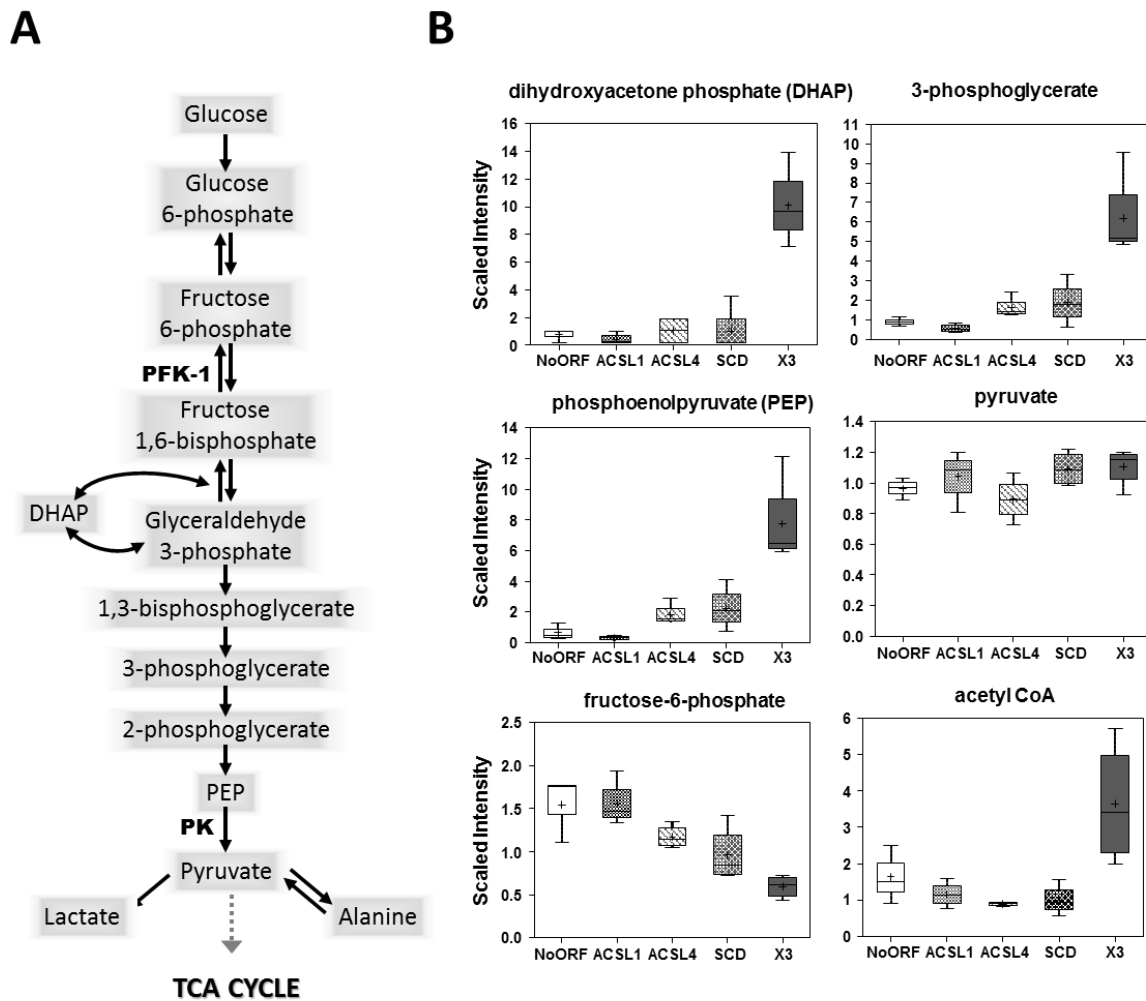 A
Glucose
Glucose
6-phosphate
Fructose
6-phosphate
PFK-1
Fructose
1,6-bisphosphate
DHAP
Glyceraldehyde
3-phosphate
1,3-bisphosphoglycerate
3-phosphoglycerate
2-phosphoglycerate
PEP
PK
Pyruvate
Lactate
Alanine
TCA CYCLE
B
dihydroxyacetone phosphate (DHAP)
Scaled Intensity
16
14
12
10
8
6
4
2
0
NoORF ACSL1 ACSL4 SCD X3
3-phosphoglycerate
11
10
9
8
7
6
5
4
3
2
1
0
NoORF ACSL1 ACSL4 SCD X3
phosphoenolpyruvate (PEP)
Scaled Intensity
14
12
10
8
6
4
2
0
NoORF ACSL1 ACSL4 SCD X3
pyruvate
1.4
1.2
1.0
0.8
0.6
0.4
0.2
0.0
NoORF ACSL1 ACSL4 SCD X3
fructose-6-phosphate
Scaled Intensity
2.5
2.0
1.5
1.0
0.5
0.0
NoORF ACSL1 ACSL4 SCD X3
acetyl CoA
6
5
4
3
2
1
0
NoORF ACSL1 ACSL4 SCD X3